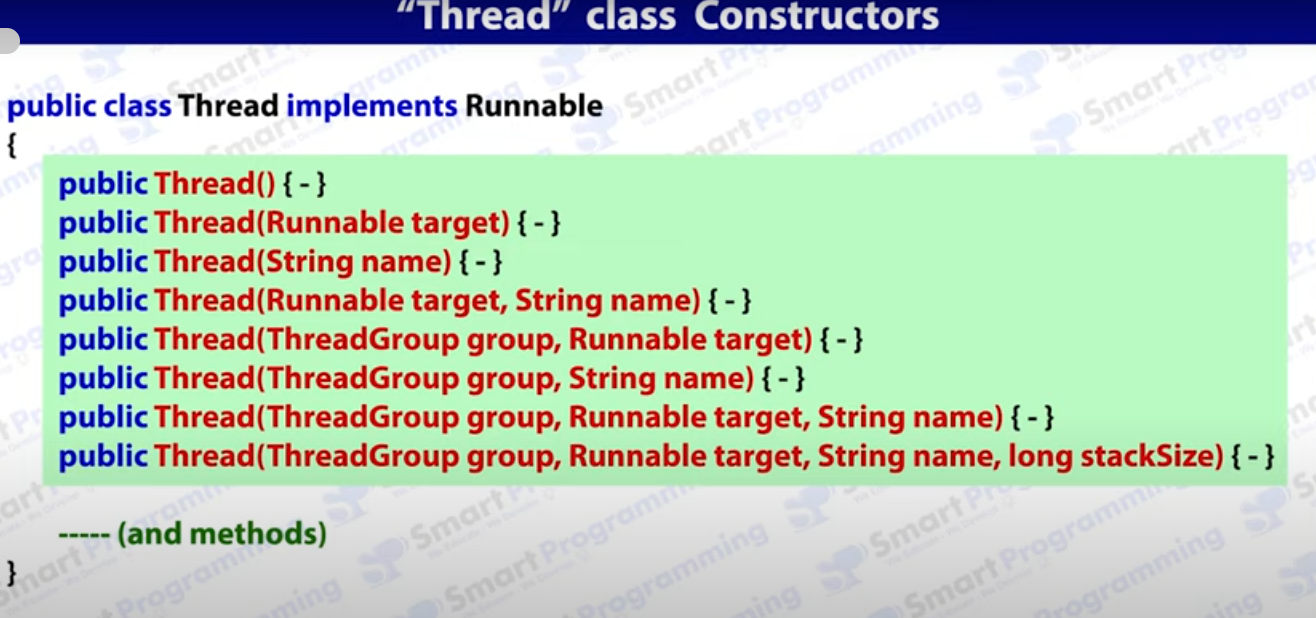 “Thread” class Constructors
public class Thread implements Runnable
{
public Thread() { - }
public Thread(Runnable target) { - }
public Thread(String name) { - }
public Thread(Runnable target, String name) { - }
public Thread(ThreadGroup group, Runnable target) { - }
public Thread(ThreadGroup group, String name) { - }
public Thread(ThreadGroup group, Runnable target, String name) { - }
public Thread(ThreadGroup group, Runnable target, String name, long stackSize) { - }
----- (and methods)
}